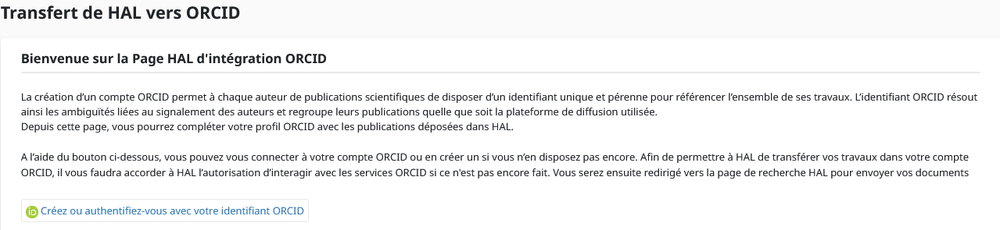 Transfert de HAL vers ORCID
Bienvenue sur la Page HAL d'intégration ORCID
La création d’un compte ORCID permet à chaque auteur de publications scientifiques de disposer d’un identifiant unique et pérenne pour référencer l’ensemble de ses travaux. L’identifiant ORCID résout
ainsi les ambiguïtés liées au signalement des auteurs et regroupe leurs publications quelle que soit la plateforme de diffusion utilisée.
Depuis cette page, vous pourrez compléter votre profil ORCID avec les publications déposées dans HAL.
A l’aide du bouton ci-dessous, vous pouvez vous connecter à votre compte ORCID ou en créer un si vous n’en disposez pas encore. Afin de permettre à HAL de transférer vos travaux dans votre compte
ORCID, il vous faudra accorder à HAL l’autorisation d’interagir avec les services ORCID si ce n'est pas encore fait. Vous serez ensuite redirigé vers la page de recherche HAL pour envoyer vos documents
iD Créez ou authentifiez-vous avec votre identifiant ORCID